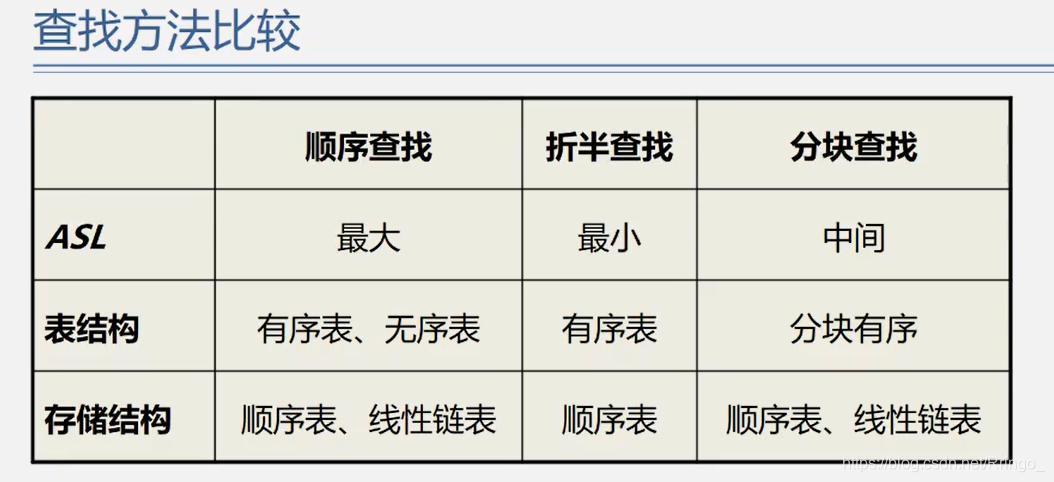 查找方法比较
顺序查找 折半查找 分块查找
ASL 最大 最小 中间
表结构 有序表、无序表 有序表 分块有序
存储结构 顺序表、线性链表 顺序表 顺序表、线性链表
https://blog.csdn.net/Rringo_